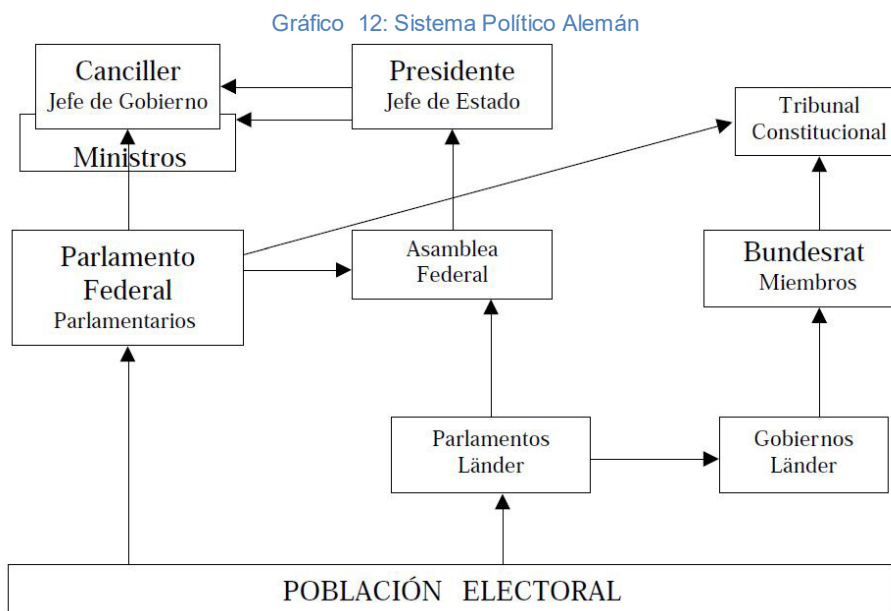 Gráfico 12: Sistema Político Alemán
Canciller
Jefe de Gobierno
Ministros
Presidente
Jefe de Estado
Tribunal
Constitucional
Parlamento
Federal
Parlamentarios
Asamblea
Federal
Bundesrat
Miembros
Parlamentos
Länder
Gobiernos
Länder
POBLACIÓN ELECTORAL